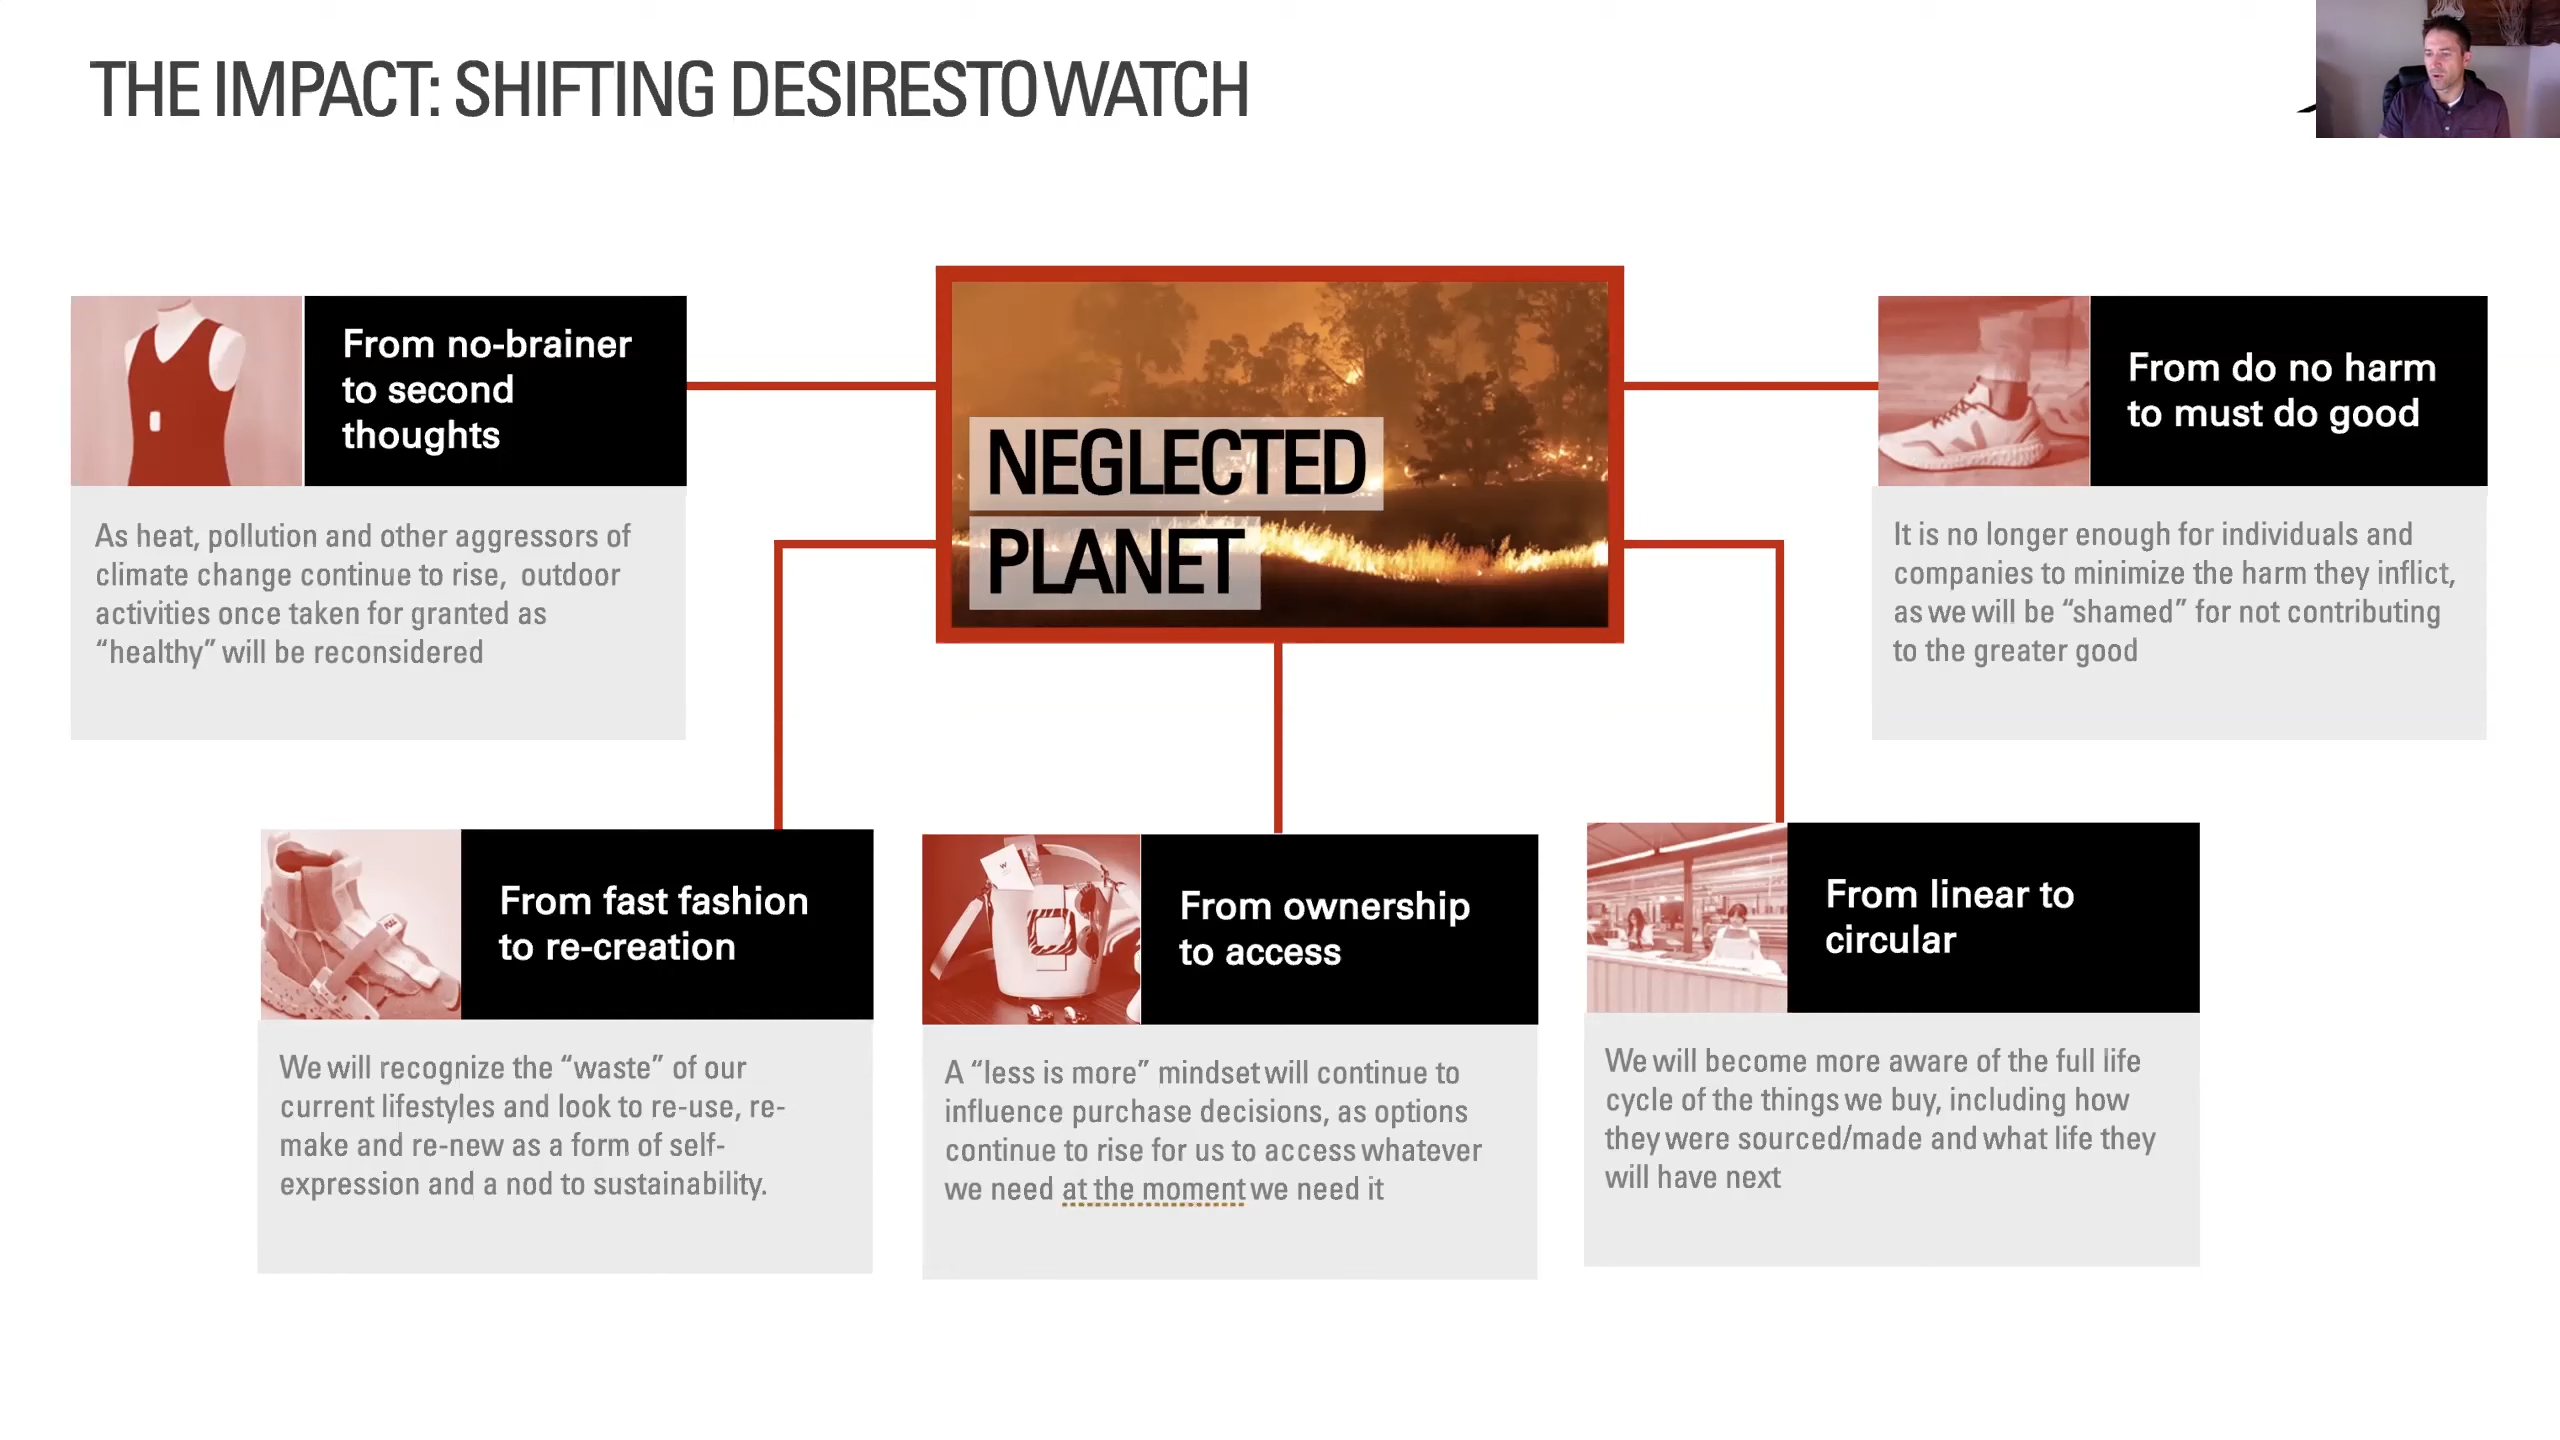 THE IMPACT: SHIFTING DESIRESTOWATCH
From no-brainer
to second
thoughts
As heat, pollution and other aggressors of
climate change continue to rise, outdoor
activities once taken for granted as
“healthy” will be reconsidered
NEGLECTED
PLANET
From do no harm
to must do good
It is no longer enough for individuals and
companies to minimize the harm they inflict,
as we will be “shamed” for not contributing
to the greater good
From fast fashion
to re-creation
We will recognize the “waste” of our
current lifestyles and look to re-use, re-
make and re-new as a form of self-
expression and a nod to sustainability.
From ownership
to access
A “less is more” mindset will continue to
influence purchase decisions, as options
continue to rise for us to access whatever
we need at the moment we need it
From linear to
circular
We will become more aware of the full life
cycle of the things we buy, including how
they were sourced/made and what life they
will have next